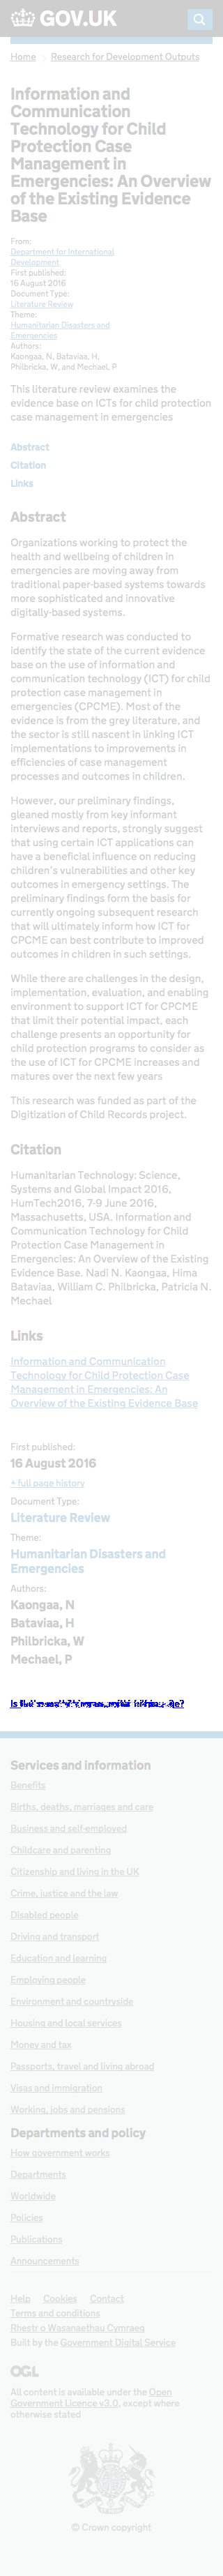 GOV.UK
Home Research for Development Outputs
Information and
Communication
Technology for Child
Protection Case
Management in
Emergencies: An Overview
of the Existing Evidence
Base
From:
Department for International
Development
First published:
16 August 2016
Document Type:
Literature Review
Theme:
Humanitarian Disasters and
Emergencies
Authors:
Kaongaa, N, Bataviaa, H,
Philbricka, W, and Mechael, P
This literature review examines the
evidence base on ICTs for child protection
case management in emergencies
Abstract
Citation
Links
Abstract
Organizations working to protect the
health and wellbeing of children in
emergencies are moving away from
traditional paper-based systems towards
more sophisticated and innovative
digitally-based systems.
Formative research was conducted to
identify the state of the current evidence
base on the use of information and
communication technology (ICT) for child
protection case management in
emergencies (CPCME). Most of the
evidence is from the grey literature, and
the sector is still nascent in linking ICT
implementations to improvements in
efficiencies of case management
processes and outcomes in children.
However, our preliminary findings,
gleaned mostly from key informant
interviews and reports, strongly suggest
that using certain ICT applications can
have a beneficial influence on reducing
children's vulnerabilities and other key
outcomes in emergency settings. The
preliminary findings form the basis for
currently ongoing subsequent research
that will ultimately inform how ICT for
CPCME can best contribute to improved
outcomes for children in such settings.
While there are challenges in the design,
implementation, evaluation, and enabling
environment to support ICT for CPCME
that limit their potential impact, each
challenge presents an opportunity for
child protection programs to consider as
the use of ICT for CPCME increases and
matures over the next few years
This research was funded as part of the
Digitization of Child Records project.
Citation
Humanitarian Technology: Science,
Systems and Global Impact 2016,
HumTech2016, 7-9 June 2016,
Massachusetts, USA. Information and
Communication Technology for Child
Protection Case Management in
Emergencies: An Overview of the Existing
Evidence Base. Nadi N. Kaongaa, Hima
Bataviaa, William C. Philbricka, Patricia N.
Mechael
Links
Information and Communication
Technology for Child Protection Case
Management in Emergencies: An
Overview of the Existing Evidence Base
First published:
16 August 2016
+ full page history
Document Type:
Literature Review
Theme:
Humanitarian Disasters and
Emergencies
Authors:
Kaongaa, N
Bataviaa, H
Philbricka, W
Mechael, P
Is
Services and information
Benefits
Births, deaths, marriages and care
Business and self-employed
Childcare and parenting
Citizenship and living in the UK
Crime, justice and the law
Disabled people
Driving and transport
Education and learning
Employing people
Environment and countryside
Housing and local services
Money and tax
Passports, travel and living abroad
Visas and immigration
Working, jobs and pensions
Departments and policy
How government works
Departments
Worldwide
Policies
Publications
Announcements
Help Cookies Contact
Terms and conditions
Rhestr o Wasanaethau Cymraeg
Built by the Government Digital Service
OGL
All content is available under the Open
Government Licence v3.0, except where
otherwise stated
© Crown copyright